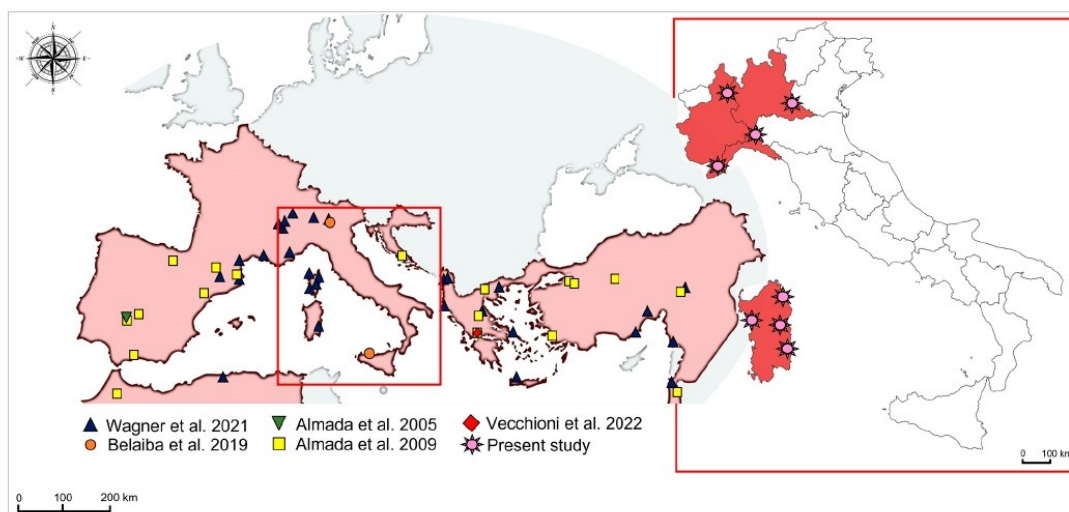 N
W
E
S
Wagner et al. 2021
Almada et al. 2005
Vecchioni et al. 2022
Belaiba et al. 2019
Almada et al. 2009
Present study
0 100 km
0 100 200 km